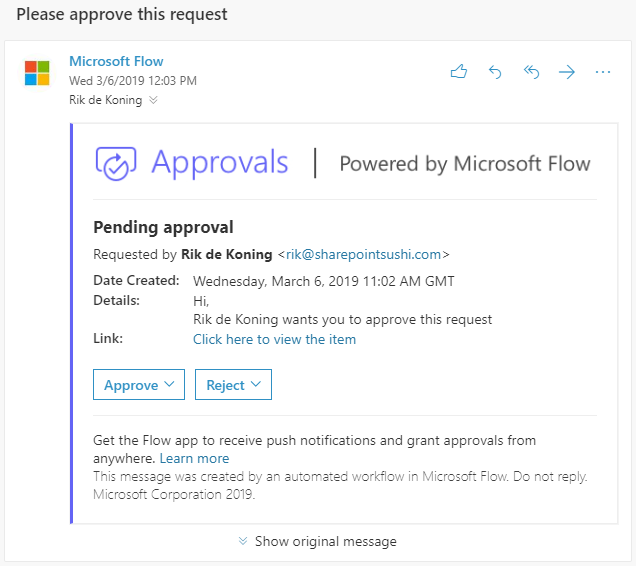 Please approve this request
Microsoft Flow
Wed 3/6/2019 12:03 PM
Rik de Koning
Approvals | Powered by Microsoft Flow
Pending approval
Requested by Rik de Koning <rik@sharepointsushi.com>
Date Created: Wednesday, March 6, 2019 11:02 AM GMT
Details: Hi,
Rik de Koning wants you to approve this request
Link: Click here to view the item
Approve Reject
Get the Flow app to receive push notifications and grant approvals from
anywhere. Learn more
This message was created by an automated workflow in Microsoft Flow. Do not reply.
Microsoft Corporation 2019.
Show original message